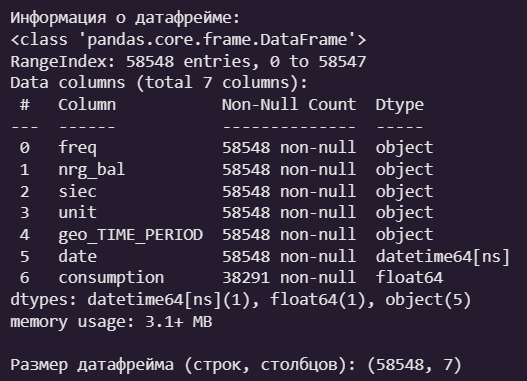 Информация о датафрейме:
<class 'pandas.core.frame.DataFrame'>
RangeIndex: 58548 entries, 0 to 58547
Data columns (total 7 columns):
 #   Column           Non-Null Count  Dtype
---  ------           --------------  -----
 0   freq             58548 non-null  object
 1   nrg_bal          58548 non-null  object
 2   siec             58548 non-null  object
 3   unit             58548 non-null  object
 4   geo_TIME_PERIOD  58548 non-null  object
 5   date             58548 non-null  datetime64[ns]
 6   consumption      38291 non-null  float64
dtypes: datetime64[ns](1), float64(1), object(5)
memory usage: 3.1+ MB

Размер датафрейма (строк, столбцов): (58548, 7)